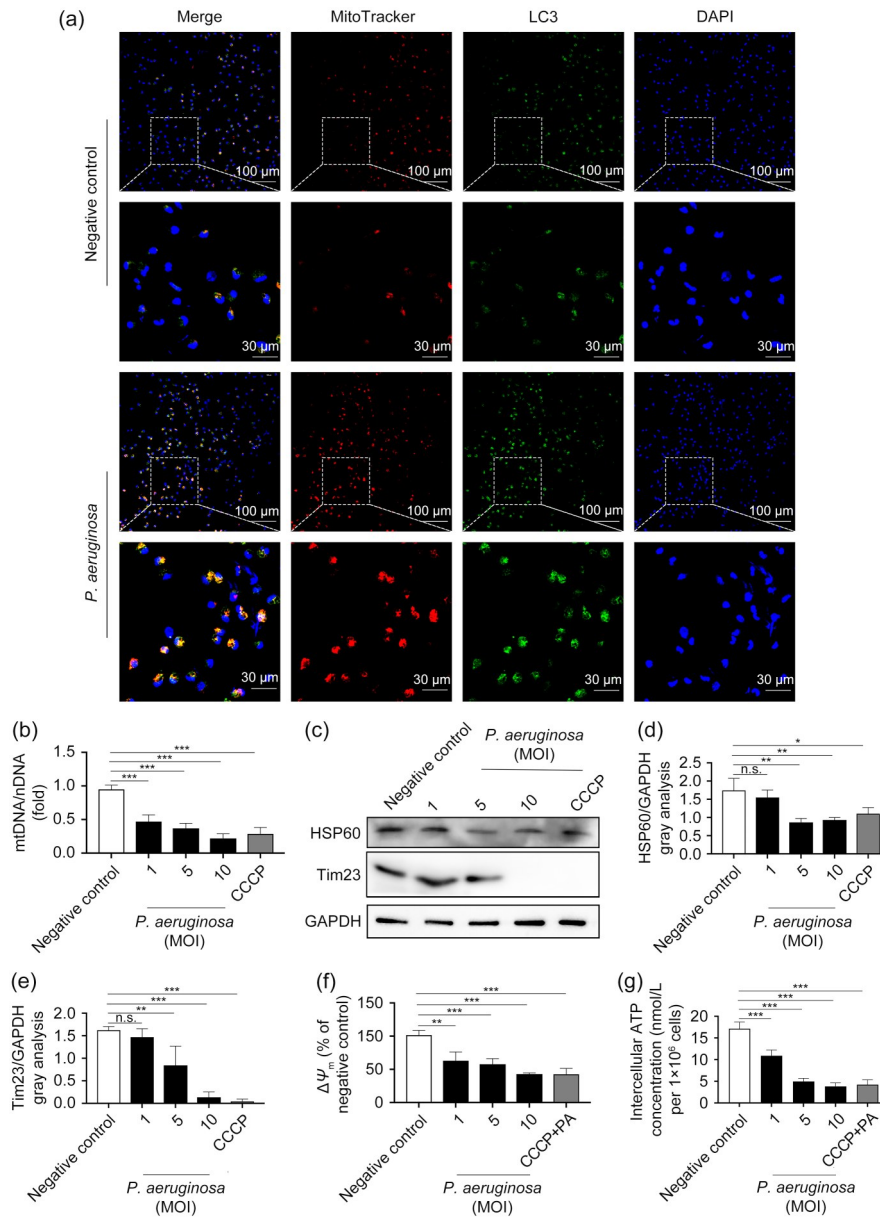 (a)
Merge MitoTracker LC3 DAPI
Negative control
100 μm 100 μm 100 μm 100 μm
30 μm 30 μm 30 μm 30 μm
P. aeruginosa
100 μm 100 μm 100 μm 100 μm
30 μm 30 μm 30 μm 30 μm
(b)
mtDNA/nDNA
(fold)
1.5
1.0
0.5
0.0
***
***
***
***
Negative control 1 5 10 CCCP
P. aeruginosa
(MOI)
(c)
P. aeruginosa
(MOI)
Negative control 1 5 10 CCCP
HSP60
Tim23
GAPDH
(d)
HSP60/GAPDH
gray analysis
2.5
2.0
1.5
1.0
0.5
0.0
*
**
**
n.s.
Negative control 1 5 10 CCCP
P. aeruginosa
(MOI)
(e)
Tim23/GAPDH
gray analysis
2.0
1.5
1.0
0.5
0.0
***
***
**
n.s.
Negative control 1 5 10 CCCP
P. aeruginosa
(MOI)
(f)
ΔΨm (% of
negative control)
150
150
50
0
***
***
***
**
Negative control 1 5 10 CCCP+PA
P. aeruginosa
(MOI)
(g)
Intercellular ATP
concentration (nmol/L
per 1×10⁶ cells)
20
15
10
5
0
***
***
***
***
Negative control 1 5 10 CCCP+PA
P. aeruginosa
(MOI)